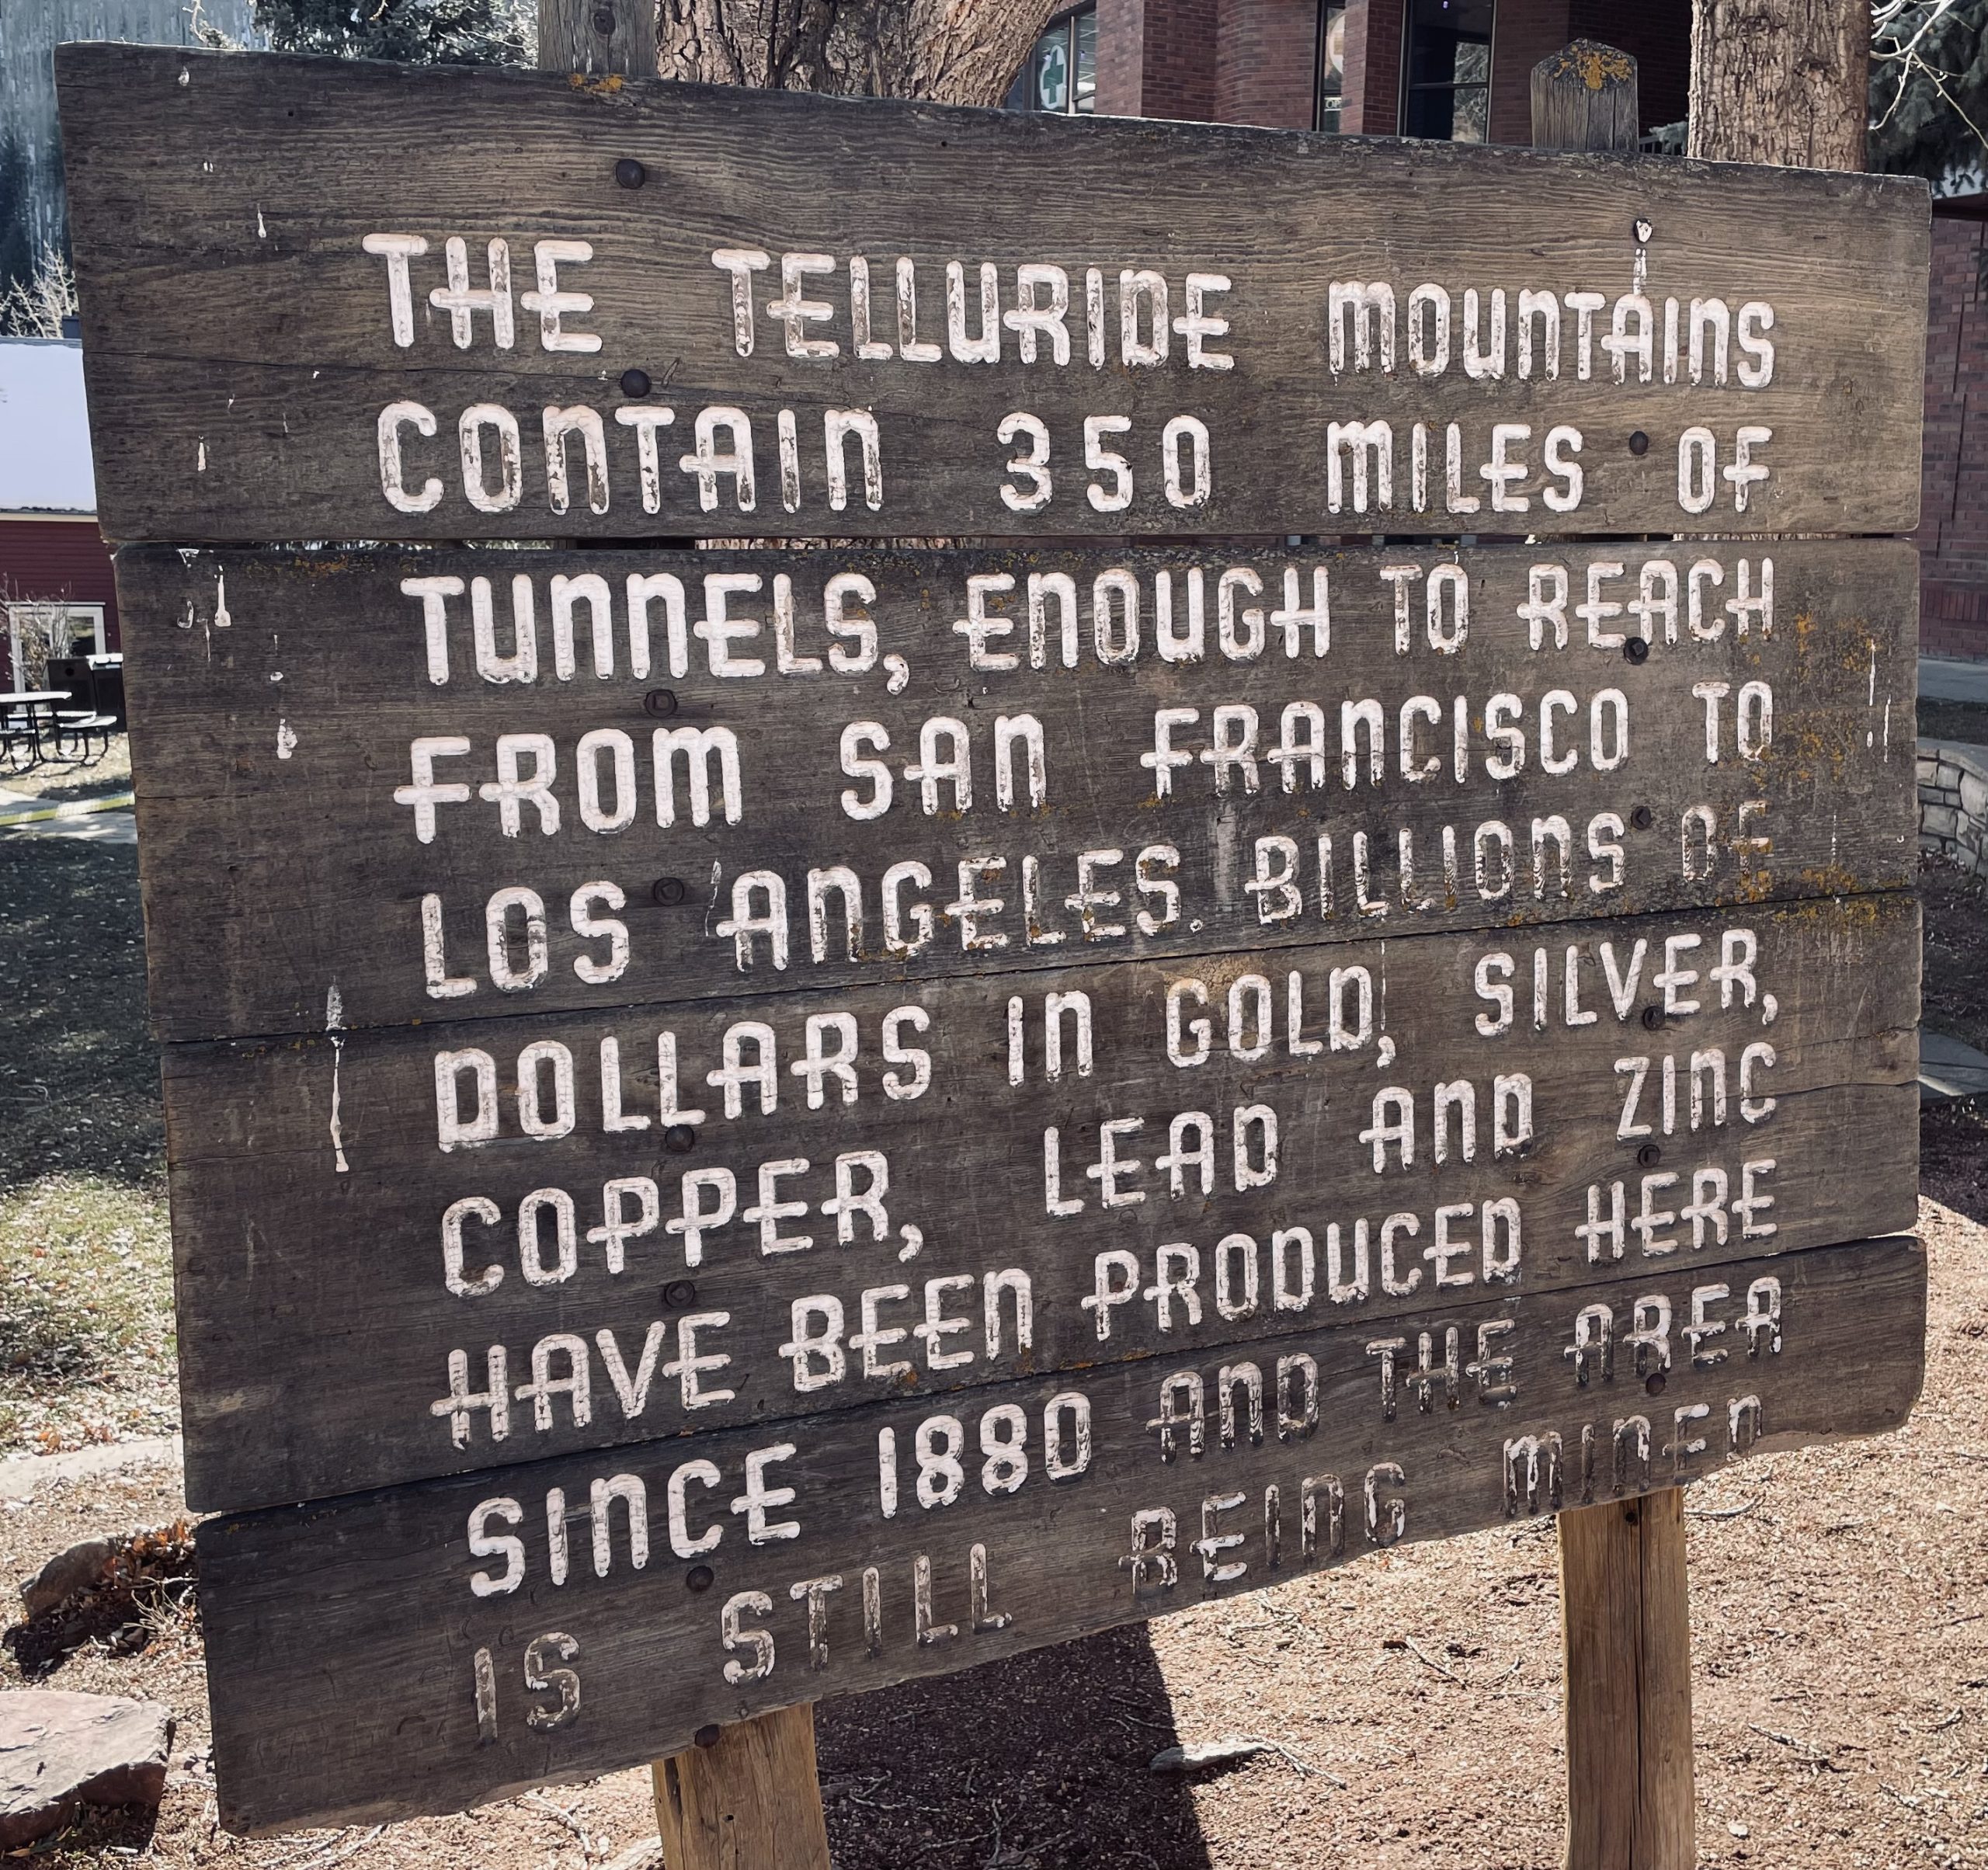 THE TELLURIDE MOUNTAINS
CONTAIN 350 MILES OF
TUNNELS, ENOUGH TO REACH
FROM SAN FRANCISCO TO
LOS ANGELES. BILLIONS OF
DOLLARS IN GOLD, SILVER,
COPPER, LEAD AND ZINC
HAVE BEEN PRODUCED HERE
SINCE 1880 AND THE AREA
IS STILL BEING MINED